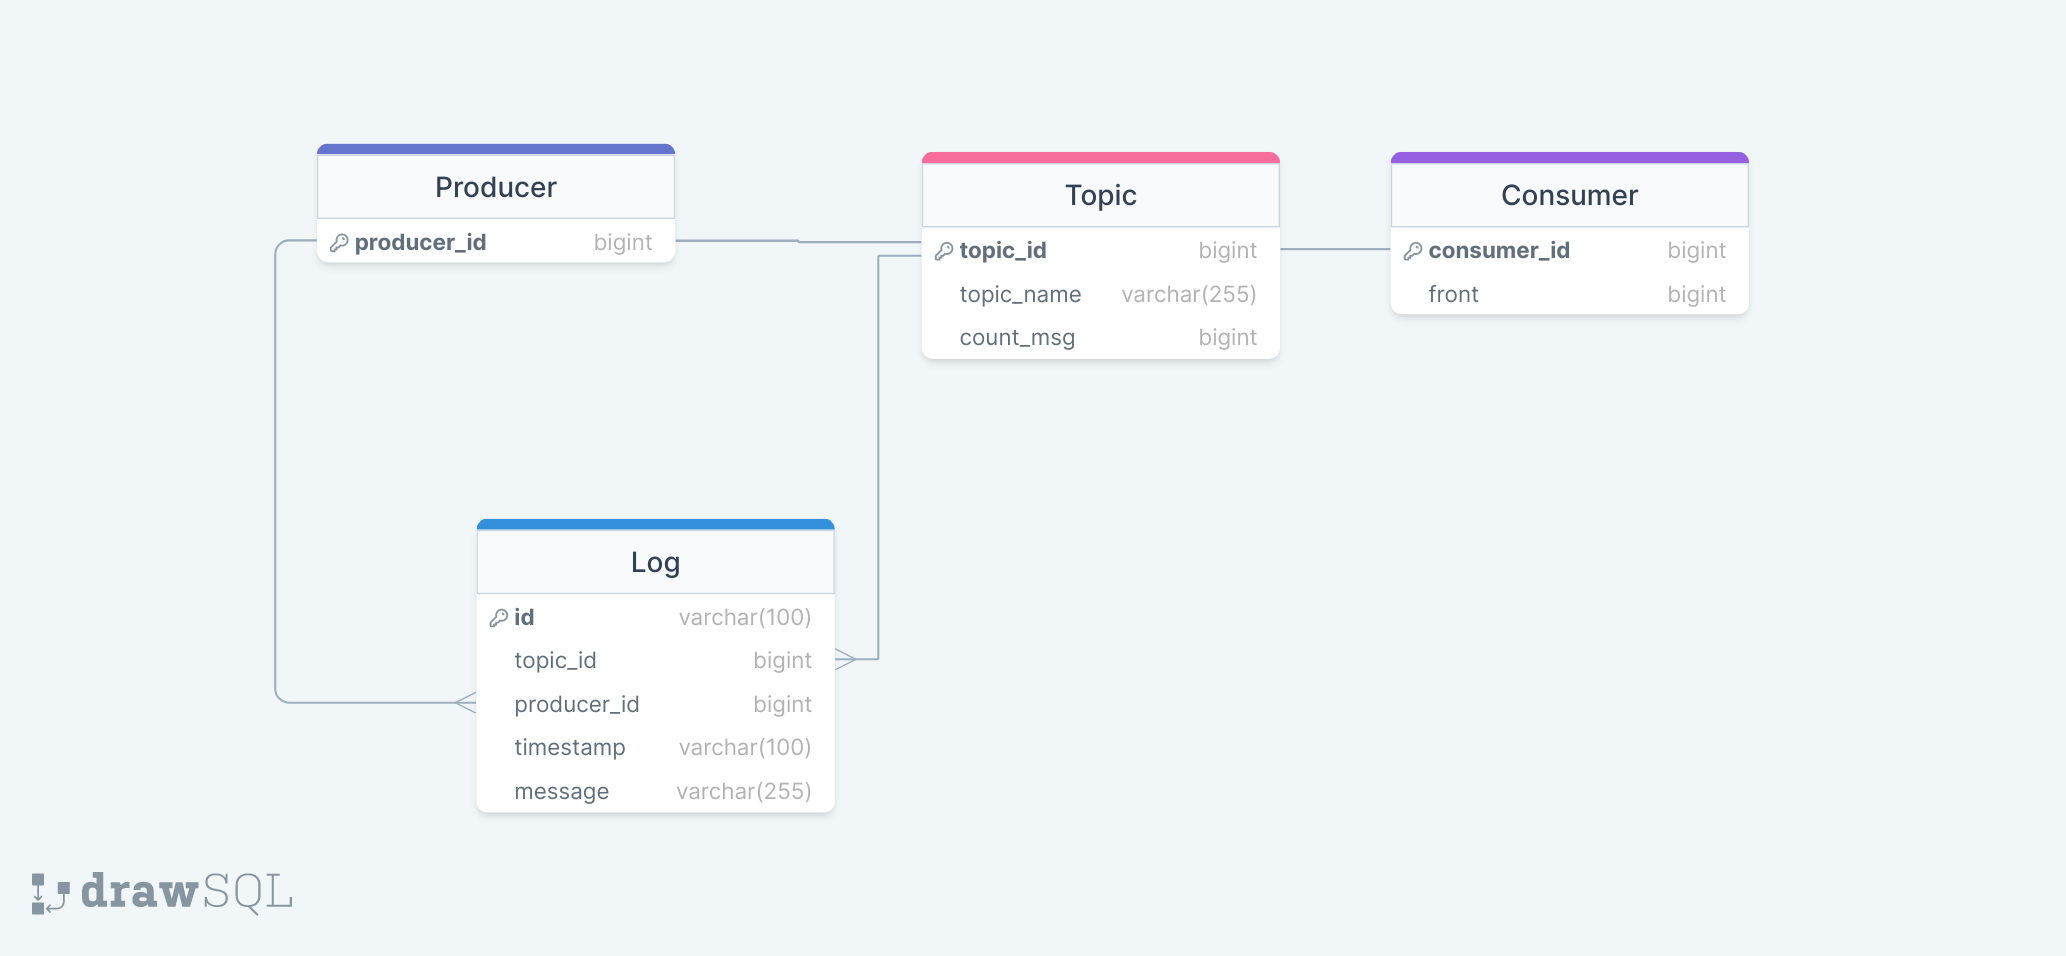 Producer
producer_id bigint
Topic
topic_id bigint
topic_name varchar(255)
count_msg bigint
Consumer
consumer_id bigint
front bigint
Log
id varchar(100)
topic_id bigint
producer_id bigint
timestamp varchar(100)
message varchar(255)
drawSQL